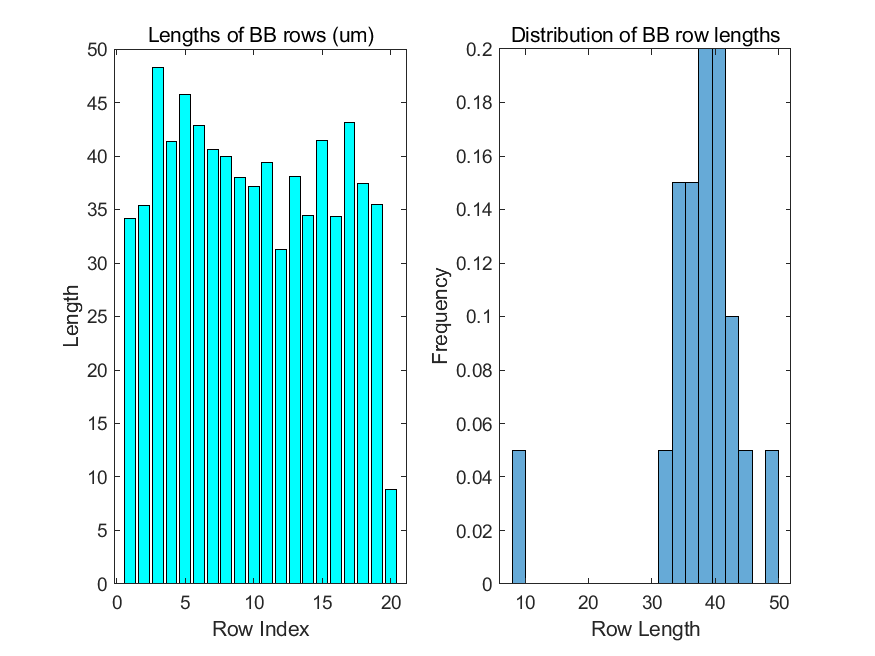 Lengths of BB rows (um)
50
45
40
35
30
25
20
15
10
5
0
Length
0 5 10 15 20
Row Index
Distribution of BB row lengths
0.2
0.18
0.16
0.14
0.12
0.1
0.08
0.06
0.04
0.02
0
Frequency
10 20 30 40 50
Row Length